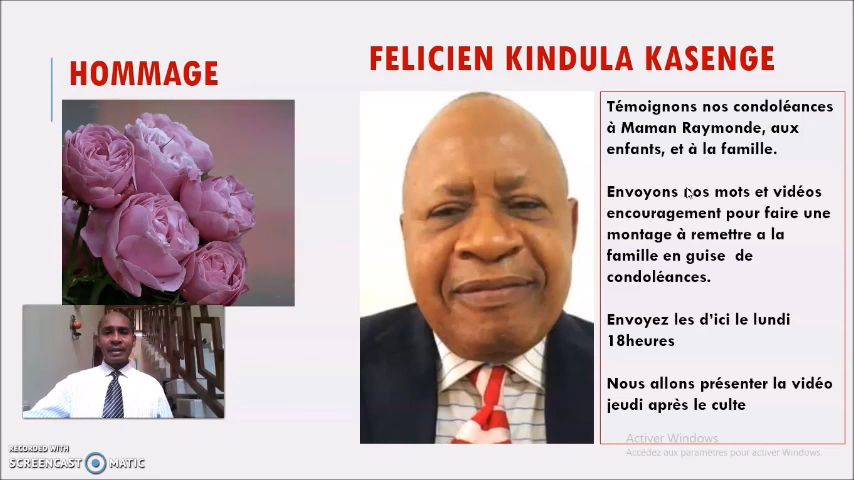 HOMMAGE
FELICIEN KINDULA KASENGE
Témoignons nos condoléances
à Maman Raymonde, aux
enfants, et à la famille.
Envoyons nos mots et vidéos
encouragement pour faire une
montage à remettre a la
famille en guise de
condoléances.
Envoyez les d'ici le lundi
18heures
Nous allons présenter la vidéo
jeudi après le culte
Activer Windows
Accédez aux paramètres pour activer Windows.
RECORDED WITH
SCREENCAST MATIC